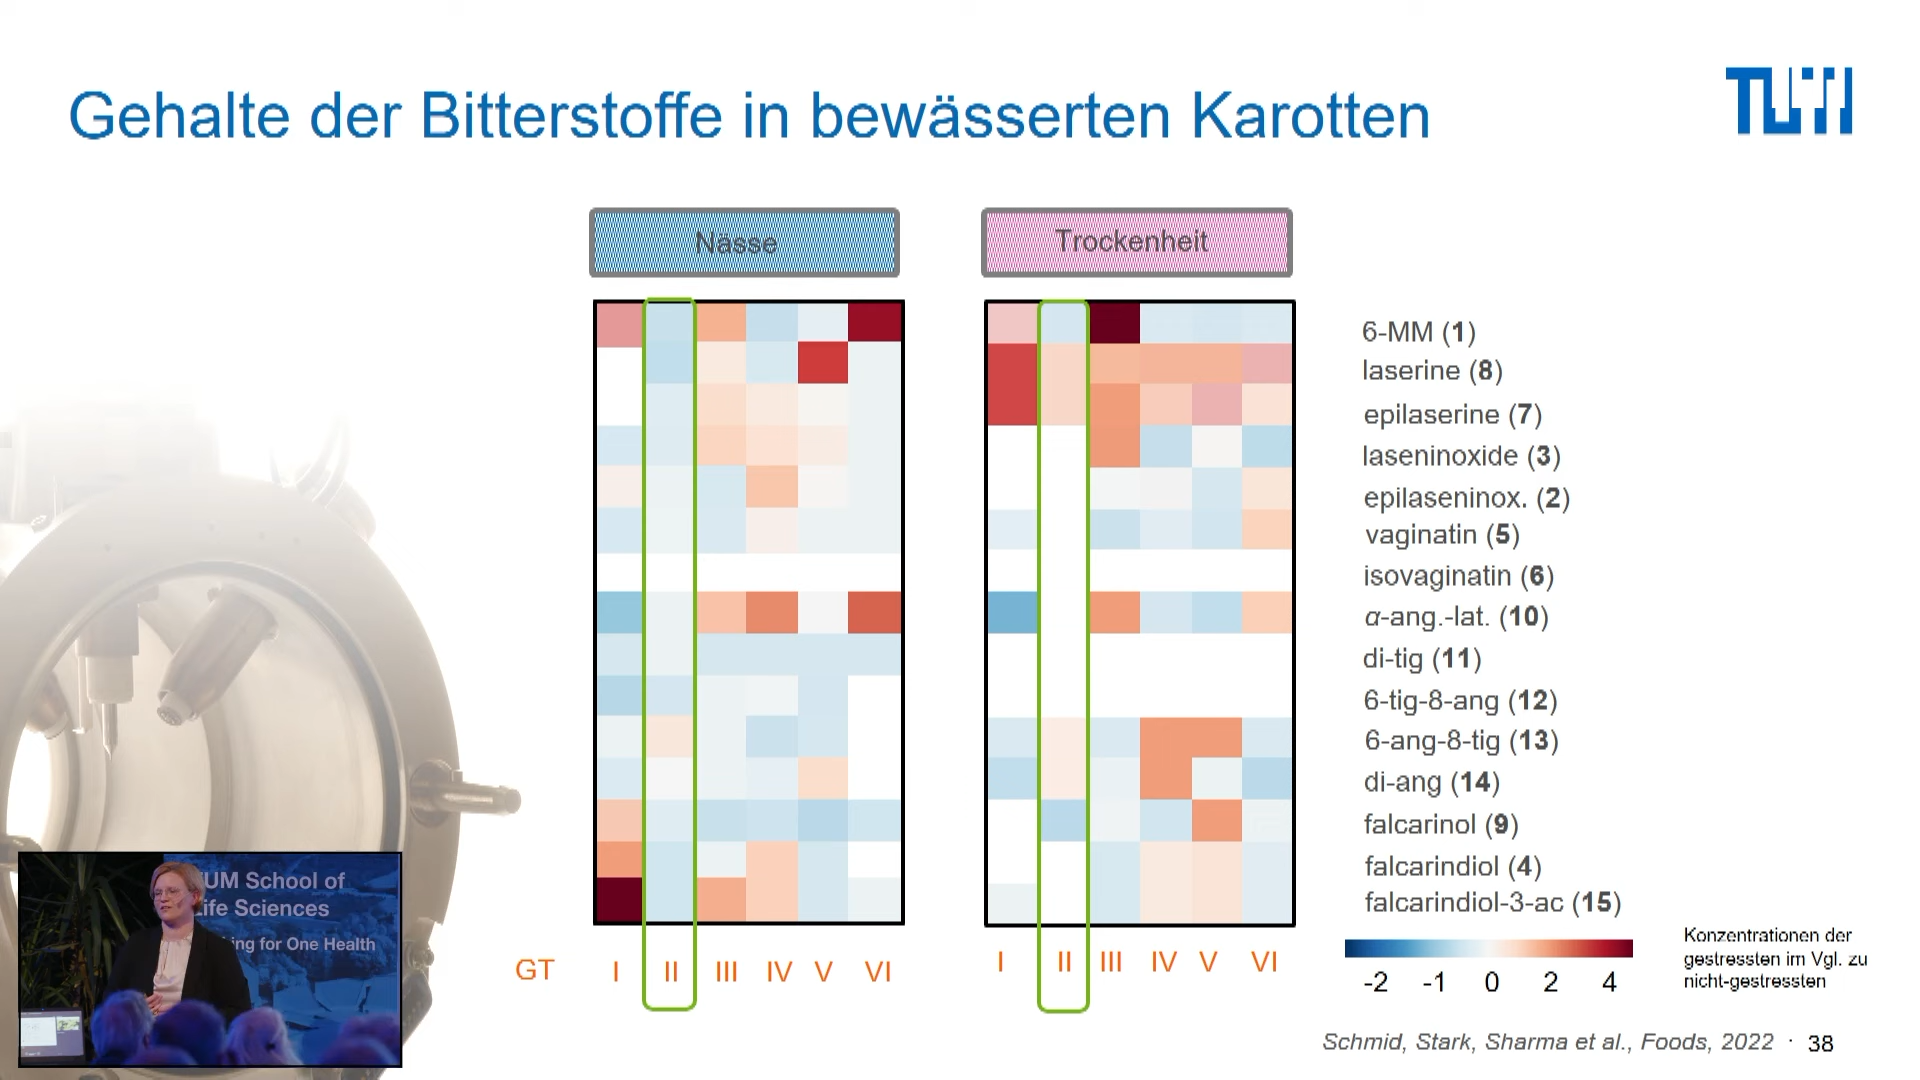 Gehalte der Bitterstoffe in bewässerten Karotten
TUM
Nässe
Trockenheit
6-MM (1)
laserine (8)
epilaserine (7)
laseninoxide (3)
epilaseninox. (2)
vaginatin (5)
isovaginatin (6)
α-ang.-lat. (10)
di-tig (11)
6-tig-8-ang (12)
6-ang-8-tig (13)
di-ang (14)
falcarinol (9)
falcarindiol (4)
falcarindiol-3-ac (15)
GT I II III IV V VI
I II III IV V VI
-2 -1 0 2 4
Konzentrationen der
gestressten im Vgl. zu
nicht-gestressten
Schmid, Stark, Sharma et al., Foods, 2022 · 38
TUM School of
Life Sciences
ing for One Health